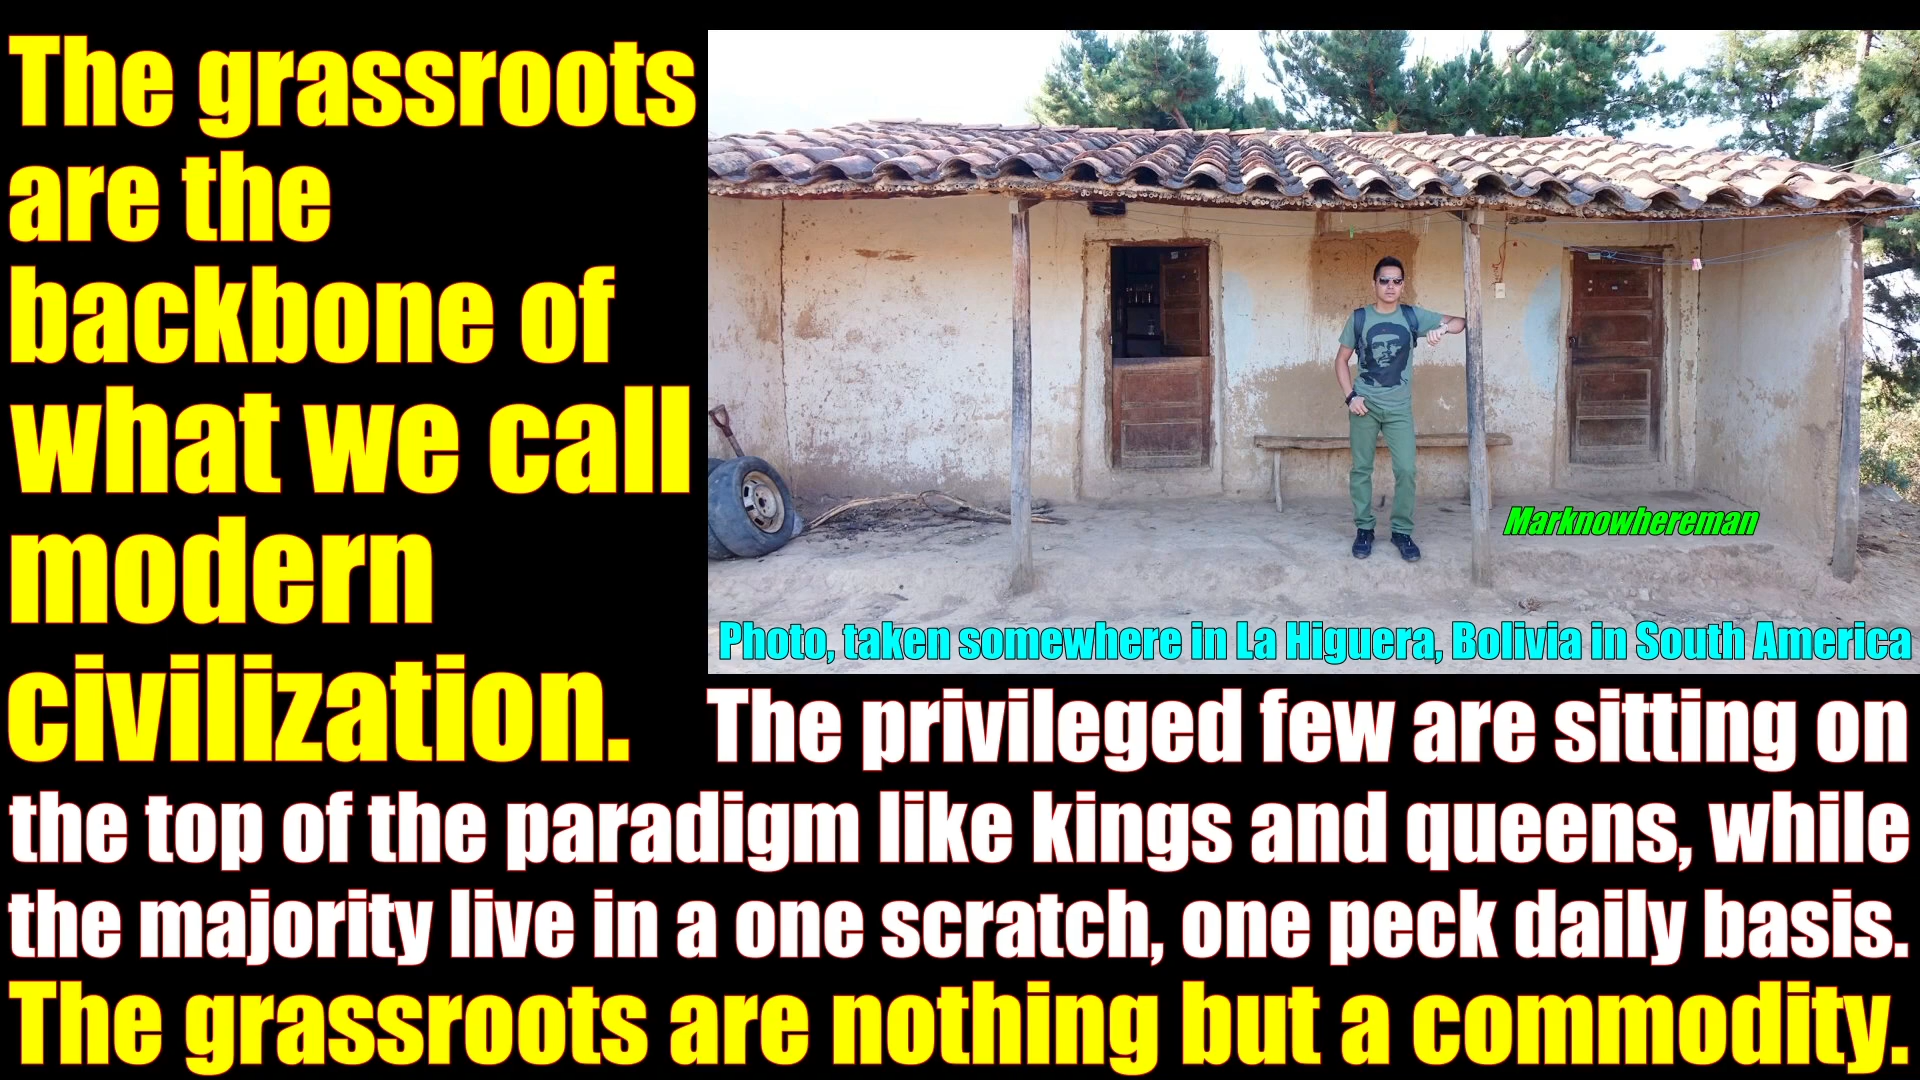 The grassroots
are the
backbone of
what we call
modern
civilization.
Marknowhereman
Photo, taken somewhere in La Higuera, Bolivia in South America
The privileged few are sitting on
the top of the paradigm like kings and queens, while
the majority live in a one scratch, one peck daily basis.
The grassroots are nothing but a commodity.